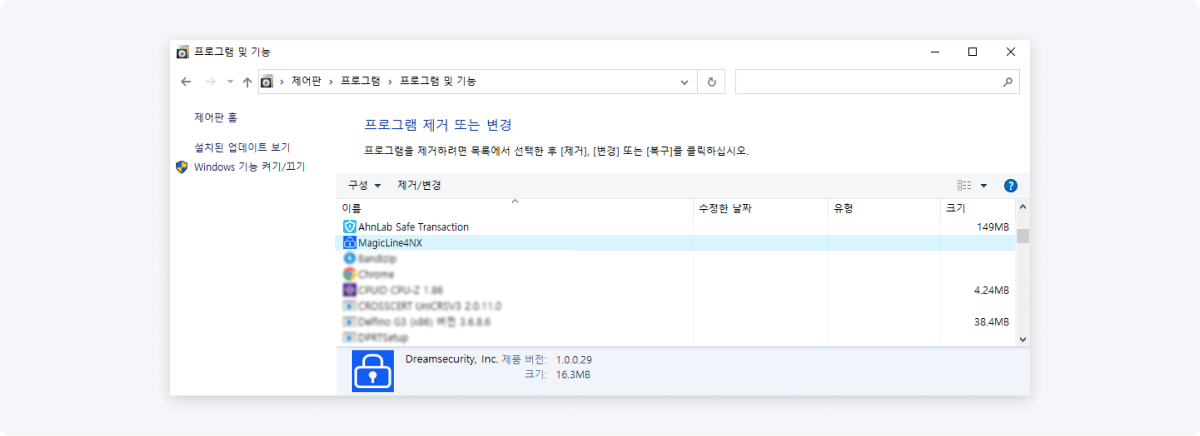 프로그램 및 기능
제어판 > 프로그램 > 프로그램 및 기능
제어판 홈
설치된 업데이트 보기
Windows 기능 켜기/끄기
프로그램 제거 또는 변경
프로그램을 제거하려면 목록에서 선택한 후 [제거], [변경] 또는 [복구]를 클릭하십시오.
구성 제거/변경
이름 수정한 날짜 유형 크기
AhnLab Safe Transaction 149MB
MagicLine4NX
Bandizip
Chrome
CPUID CPU-Z 1.86 4.24MB
CROSSCERT UniCRSV3 2.0.11.0
Delfino G3 (x86) 버전 3.6.8.6 38.4MB
DPRTSetup
Dreamsecurity, Inc. 제품 버전: 1.0.0.29
크기: 16.3MB